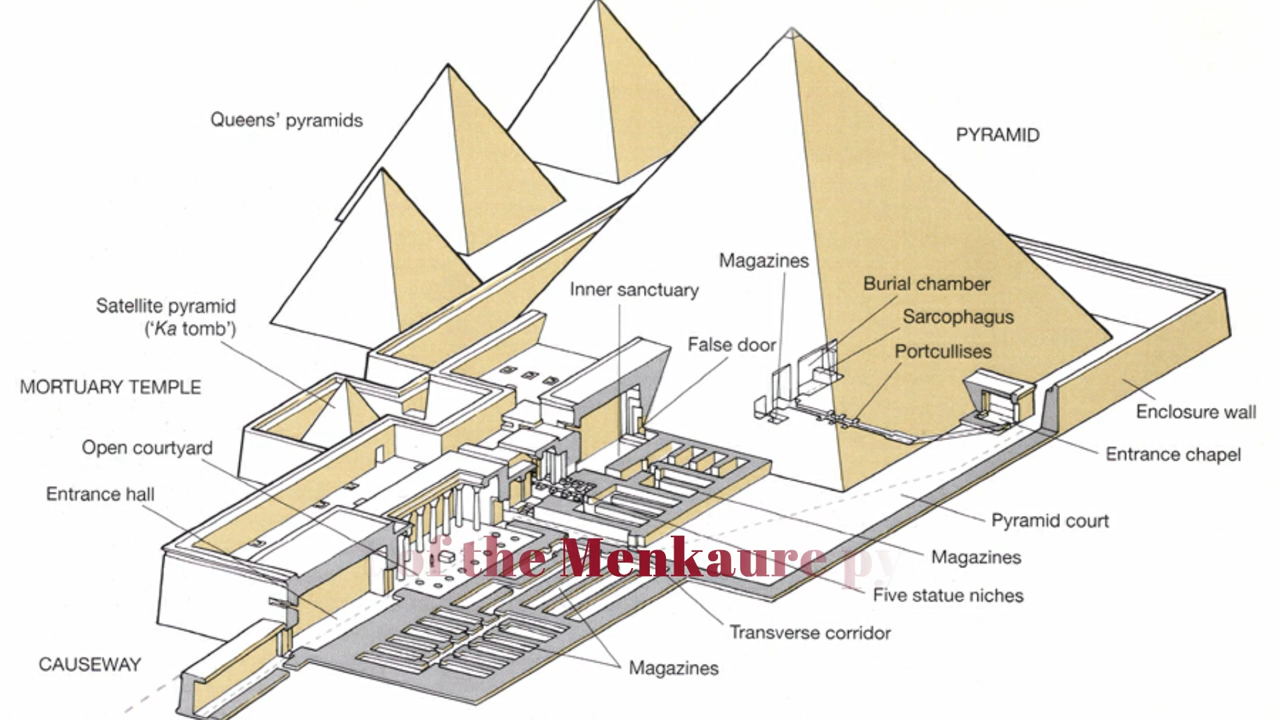 Queens’ pyramids
PYRAMID
Magazines
Burial chamber
Inner sanctuary
Sarcophagus
Satellite pyramid
(‘Ka tomb’)
False door
Portcullises
MORTUARY TEMPLE
Enclosure wall
Open courtyard
Entrance chapel
Entrance hall
Pyramid court
of the Menkaure py
Magazines
Five statue niches
Transverse corridor
CAUSEWAY
Magazines